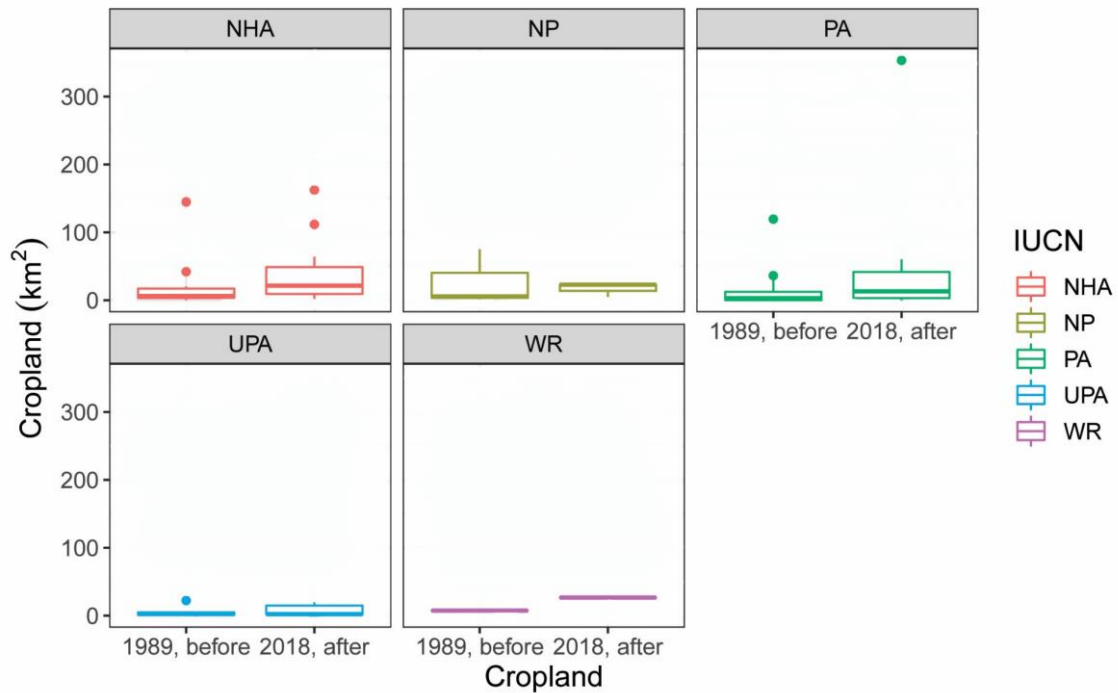 NHA
NP
PA
300
200
100
0
1989, before 2018, after
UPA
WR
300
200
100
0
1989, before 2018, after
1989, before 2018, after
Cropland
Cropland (km²)
IUCN
NHA
NP
PA
UPA
WR